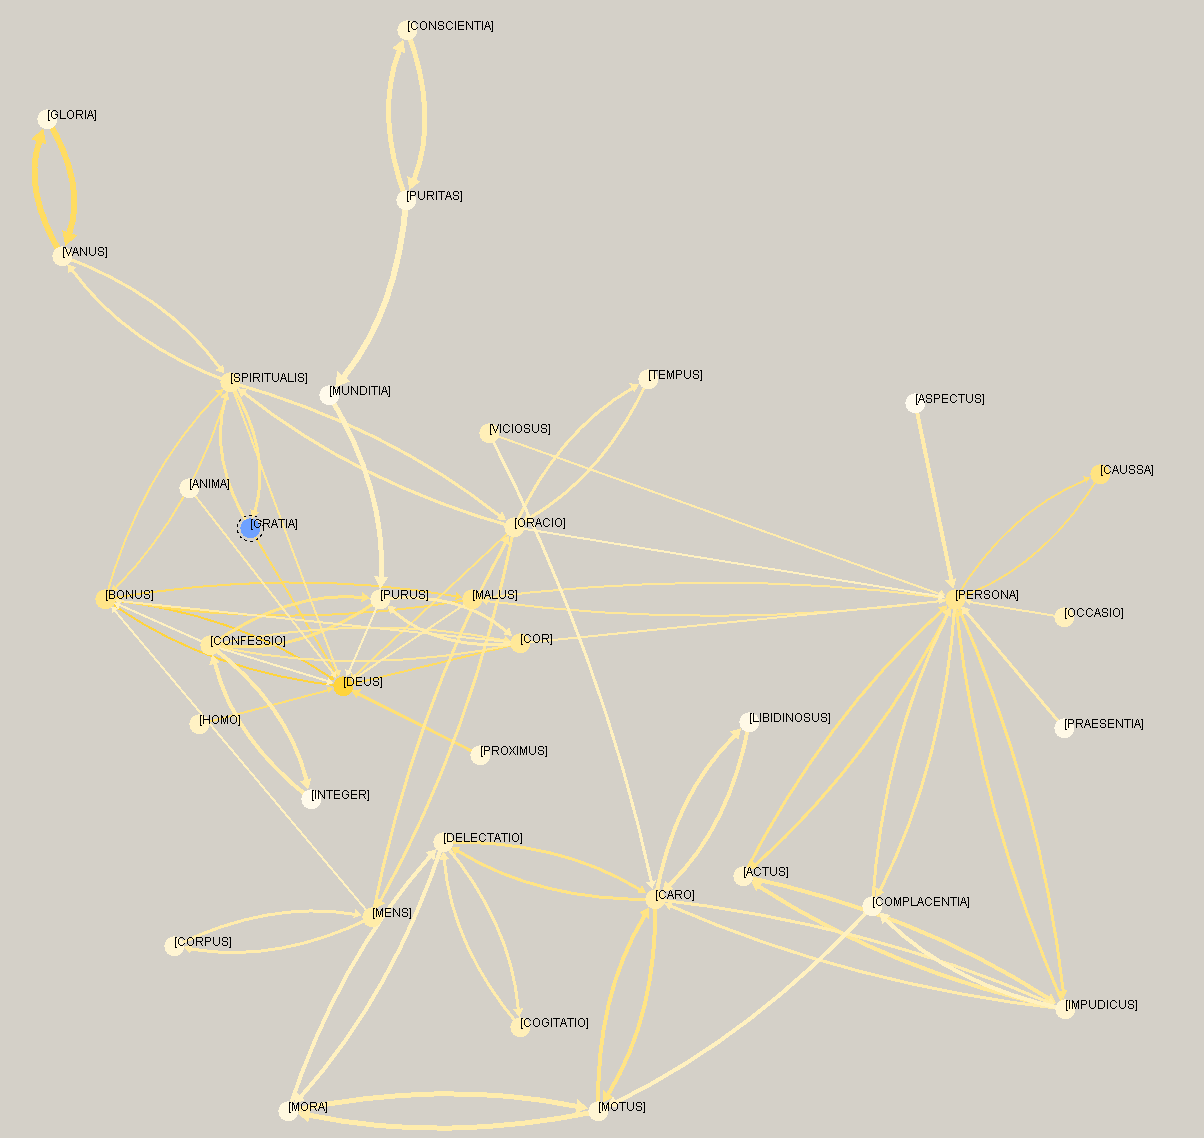 [CONSCIENTIA]
[GLORIA]
[PURITAS]
[VANUS]
[SPIRITUALIS]
[TEMPUS]
[MUNDITIA]
[ASPECTUS]
[VICIOSUS]
[CAUSSA]
[ANIMA]
[GRATIA]
[ORACIO]
[BONUS]
[PURUS]
[MALUS]
[PERSONA]
[OCCASIO]
[CONFESSIO]
[COR]
[DEUS]
[HOMO]
[LIBIDINOSUS]
[PRAESENTIA]
[PROXIMUS]
[INTEGER]
[DELECTATIO]
[ACTUS]
[CARO]
[COMPLACENTIA]
[MENS]
[CORPUS]
[IMPUDICUS]
[COGITATIO]
[MORA]
[MOTUS]